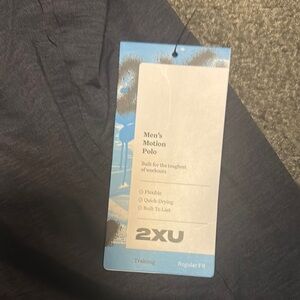 Men's
Motion
Polo
Built for the toughest
of workouts
Flexible
Quick-Drying
Built To Last
2XU
Training
Regular Fit